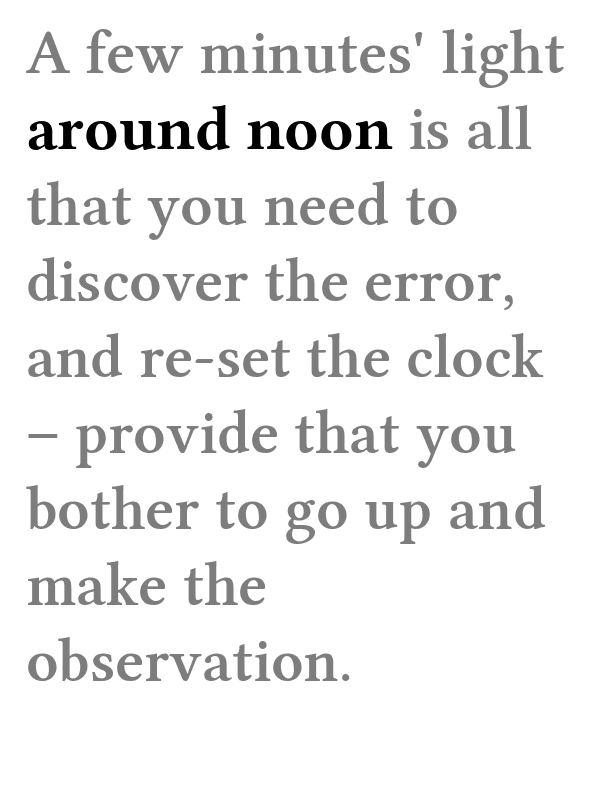 A few minutes' light
around noon is all
that you need to
discover the error,
and re-set the clock
– provide that you
bother to go up and
make the
observation.